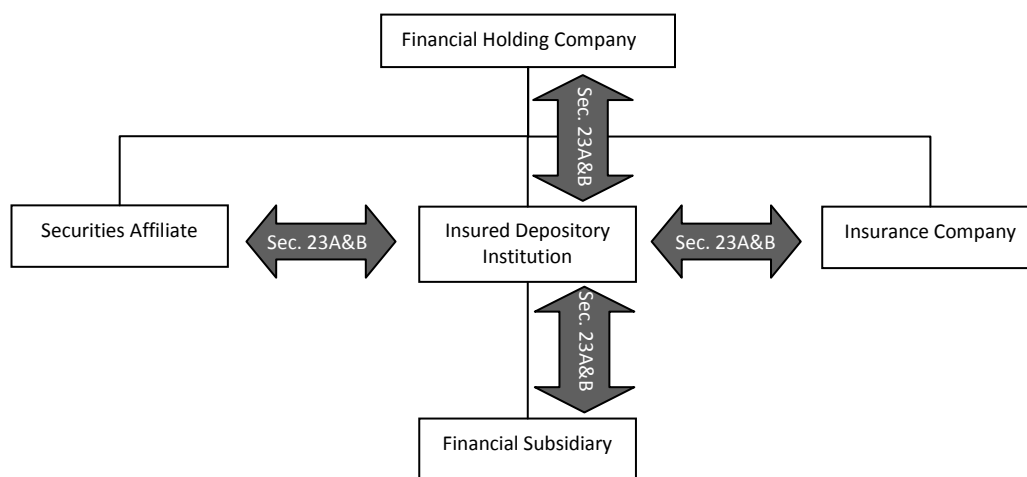 Financial Holding Company
Sec. 23A&B
Securities Affiliate
Sec. 23A&B
Insured Depository
Institution
Sec. 23A&B
Insurance Company
Sec. 23A&B
Financial Subsidiary